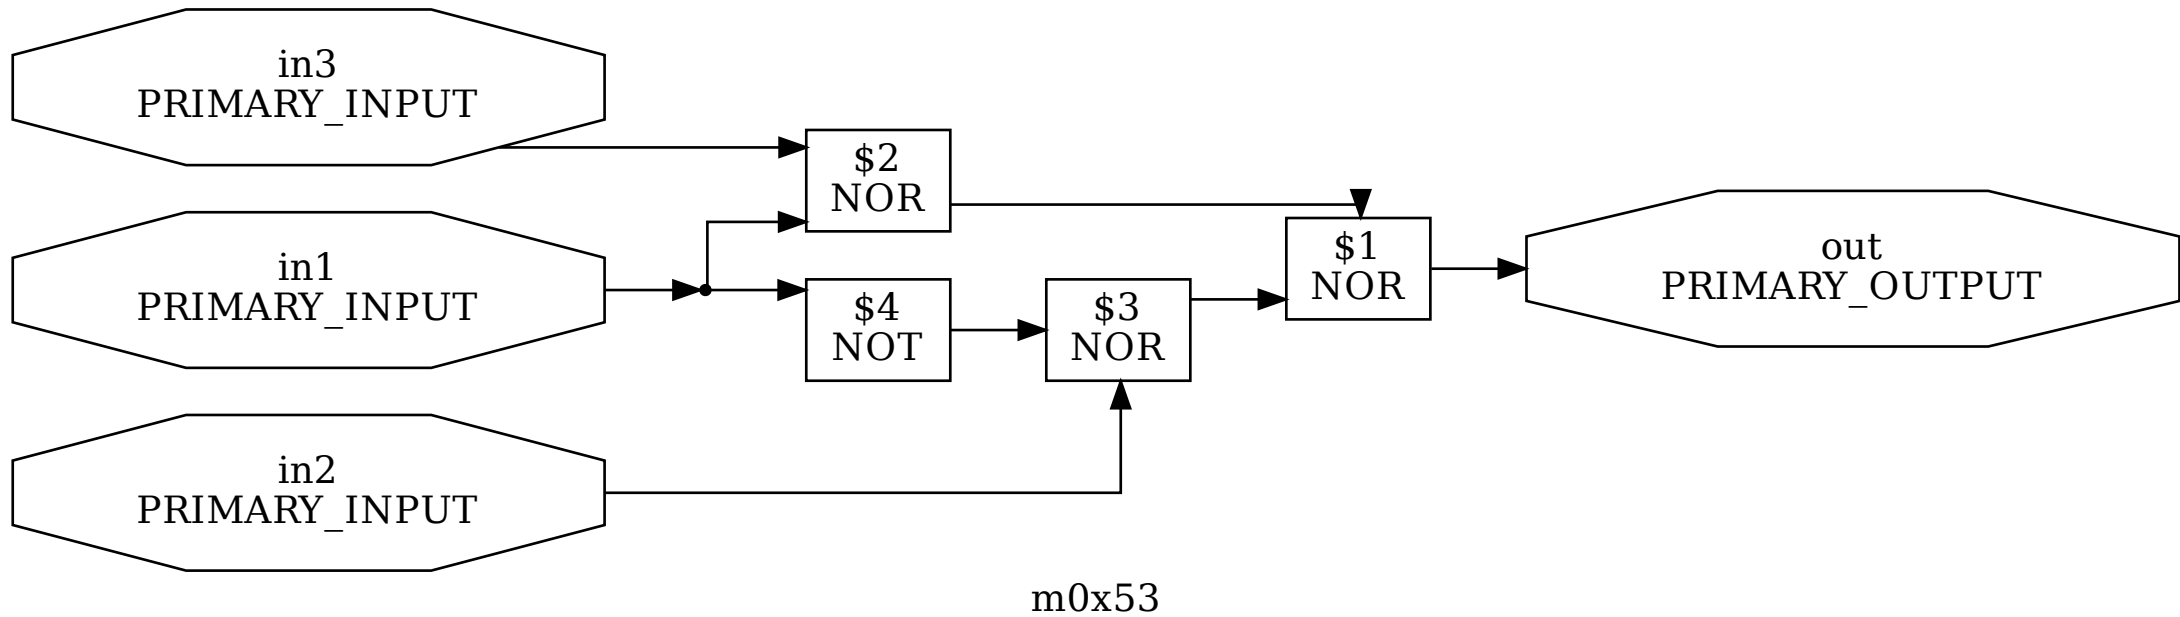 in3
PRIMARY_INPUT
$2
NOR
in1
PRIMARY_INPUT
$4
NOT
$3
NOR
$1
NOR
out
PRIMARY_OUTPUT
in2
PRIMARY_INPUT
m0x53